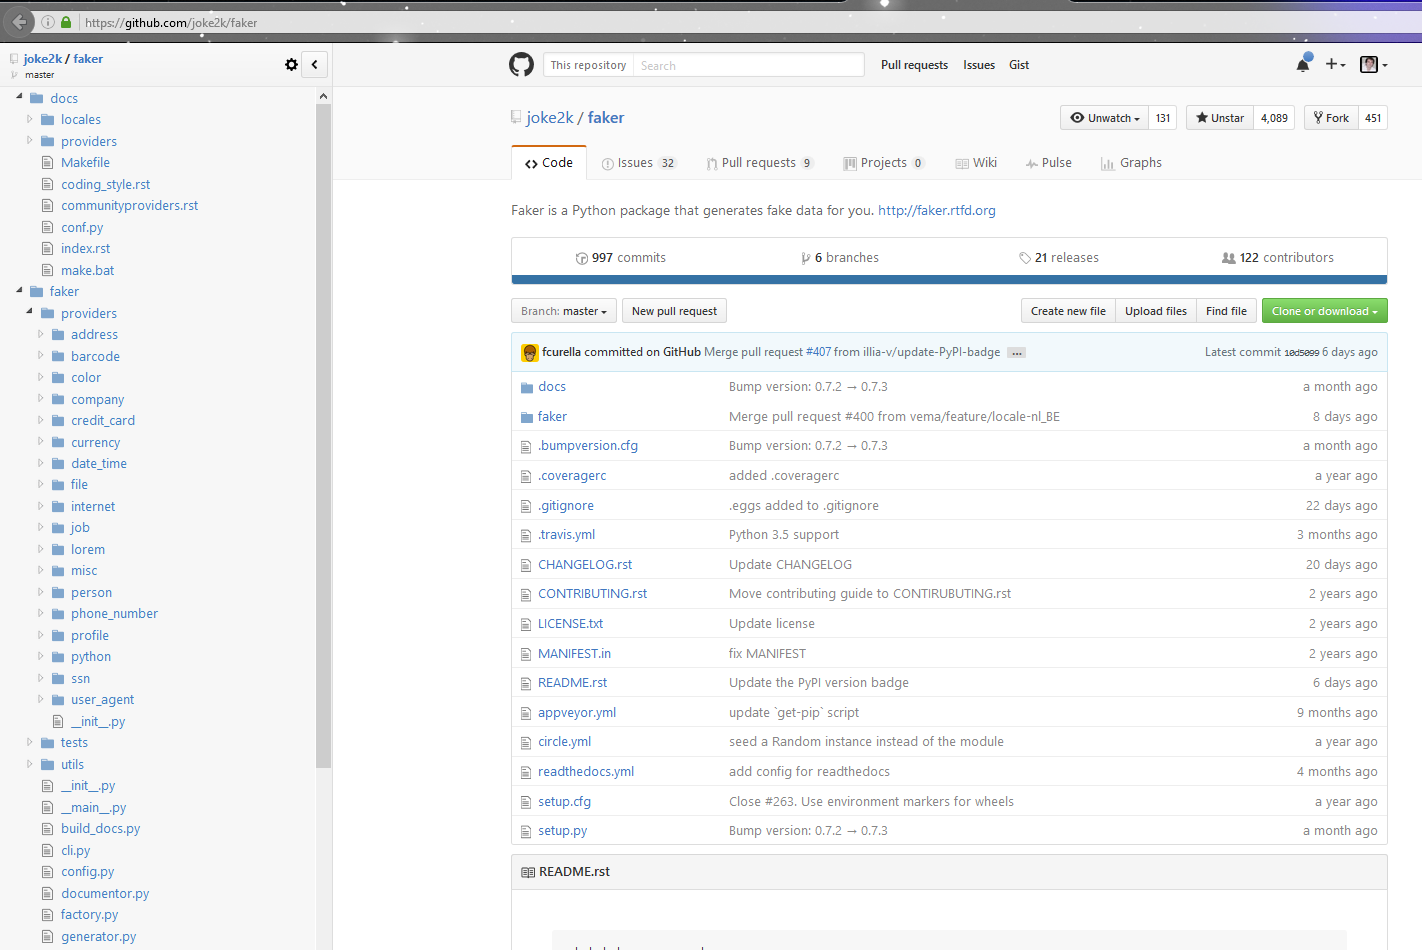 https://github.com/joke2k/faker
joke2k / faker
master
docs
locales
providers
Makefile
coding_style.rst
communityproviders.rst
conf.py
index.rst
make.bat
faker
providers
address
barcode
color
company
credit_card
currency
date_time
file
internet
job
lorem
misc
person
phone_number
profile
python
ssn
user_agent
__init__.py
tests
utils
__init__.py
__main__.py
build_docs.py
cli.py
config.py
documentor.py
factory.py
generator.py
This repository Search Pull requests Issues Gist
joke2k / faker Unwatch 131 Unstar 4,089 Fork 451
Code Issues 32 Pull requests 9 Projects 0 Wiki Pulse Graphs
Faker is a Python package that generates fake data for you. http://faker.rtfd.org
997 commits 6 branches 21 releases 122 contributors
Branch: master New pull request Create new file Upload files Find file Clone or download
fcurella committed on GitHub Merge pull request #407 from illia-v/update-PyPI-badge ... Latest commit 10d5099 6 days ago
docs Bump version: 0.7.2 → 0.7.3 a month ago
faker Merge pull request #400 from vema/feature/locale-nl_BE 8 days ago
.bumpversion.cfg Bump version: 0.7.2 → 0.7.3 a month ago
.coveragerc added .coveragerc a year ago
.gitignore .eggs added to .gitignore 22 days ago
.travis.yml Python 3.5 support 3 months ago
CHANGELOG.rst Update CHANGELOG 20 days ago
CONTRIBUTING.rst Move contributing guide to CONTIRUBUTING.rst 2 years ago
LICENSE.txt Update license 2 years ago
MANIFEST.in fix MANIFEST 2 years ago
README.rst Update the PyPI version badge 6 days ago
appveyor.yml update `get-pip` script 9 months ago
circle.yml seed a Random instance instead of the module a year ago
readthedocs.yml add config for readthedocs 4 months ago
setup.cfg Close #263. Use environment markers for wheels a year ago
setup.py Bump version: 0.7.2 → 0.7.3 a month ago
README.rst